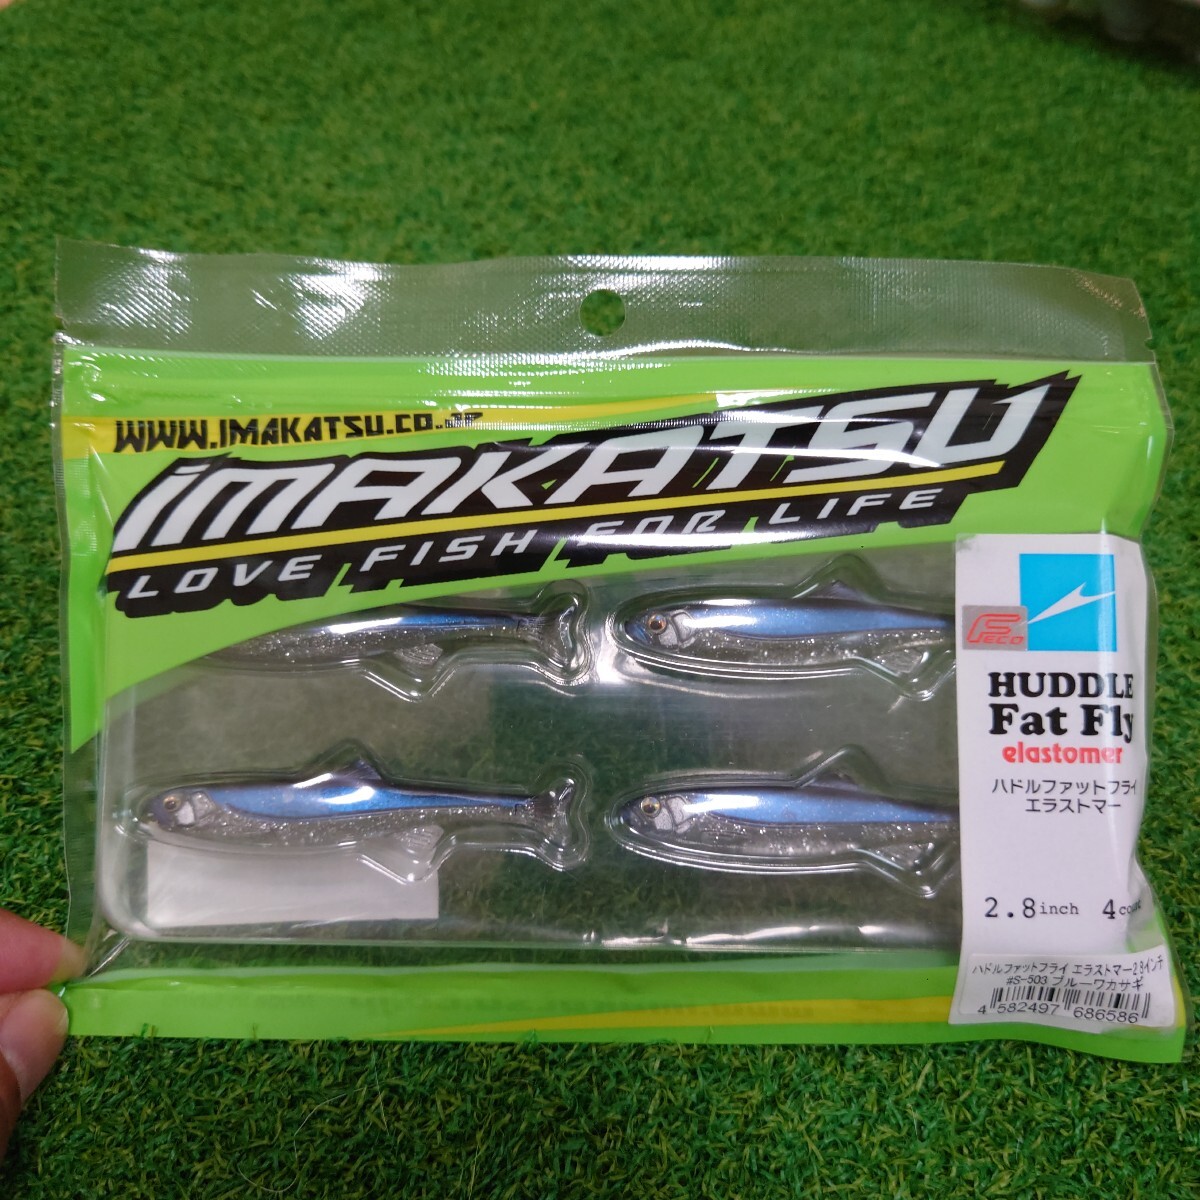 WWW.IMAKATSU.CO.JP
IMAKATSU
LOVE FISH FOR LIFE
FECO
HUDDLE
Fat Fly
elastomer
ハドルファットフライ
エラストマー
2.8inch 4count
ハドルファットフライ エラストマー2.8インチ
#S-503 ブルーワカサギ
4 582497 686586